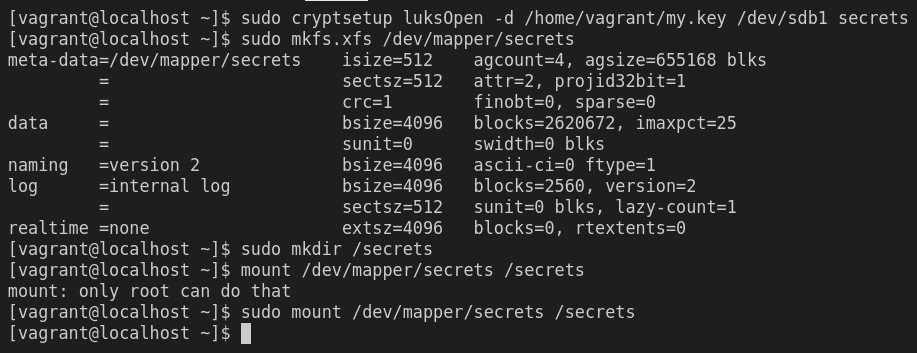 [vagrant@localhost ~]$ sudo cryptsetup luksOpen -d /home/vagrant/my.key /dev/sdb1 secrets
[vagrant@localhost ~]$ sudo mkfs.xfs /dev/mapper/secrets
meta-data=/dev/mapper/secrets    isize=512    agcount=4, agsize=655168 blks
         =                       sectsz=512   attr=2, projid32bit=1
         =                       crc=1        finobt=0, sparse=0
data     =                       bsize=4096   blocks=2620672, imaxpct=25
         =                       sunit=0      swidth=0 blks
naming   =version 2              bsize=4096   ascii-ci=0 ftype=1
log      =internal log           bsize=4096   blocks=2560, version=2
         =                       sectsz=512   sunit=0 blks, lazy-count=1
realtime =none                   extsz=4096   blocks=0, rtextents=0
[vagrant@localhost ~]$ sudo mkdir /secrets
[vagrant@localhost ~]$ mount /dev/mapper/secrets /secrets
mount: only root can do that
[vagrant@localhost ~]$ sudo mount /dev/mapper/secrets /secrets
[vagrant@localhost ~]$